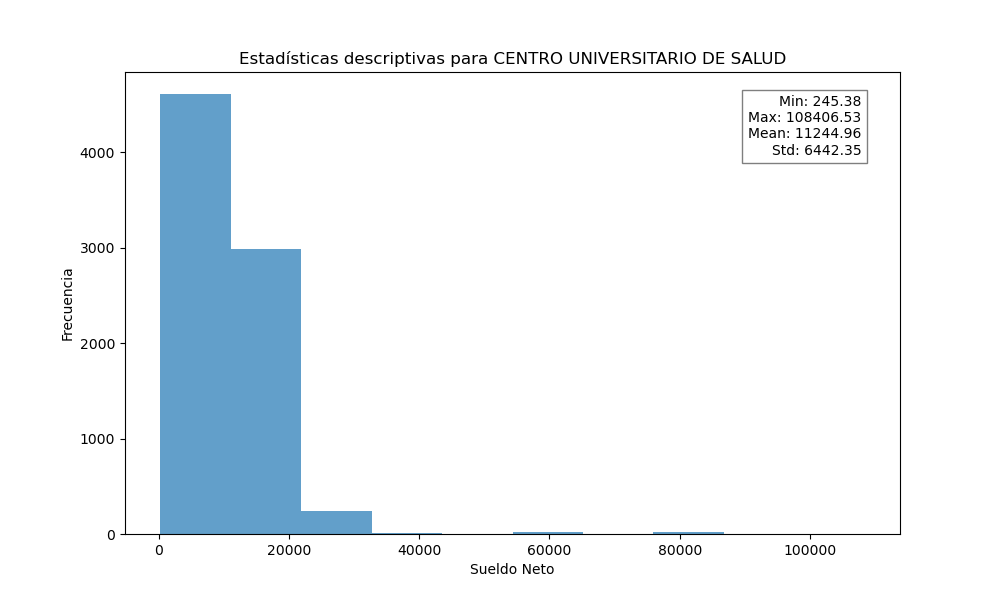 Estadísticas descriptivas para CENTRO UNIVERSITARIO DE SALUD
Min: 245.38
Max: 108406.53
Mean: 11244.96
Std: 6442.35
4000
3000
2000
1000
0
Frecuencia
0 20000 40000 60000 80000 100000
Sueldo Neto